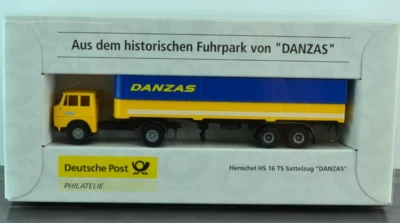 Aus dem historischen Fuhrpark von "DANZAS"
DANZAS
Deutsche Post
PHILATELIE
Henschel HS 16 TS Sattelzug "DANZAS"